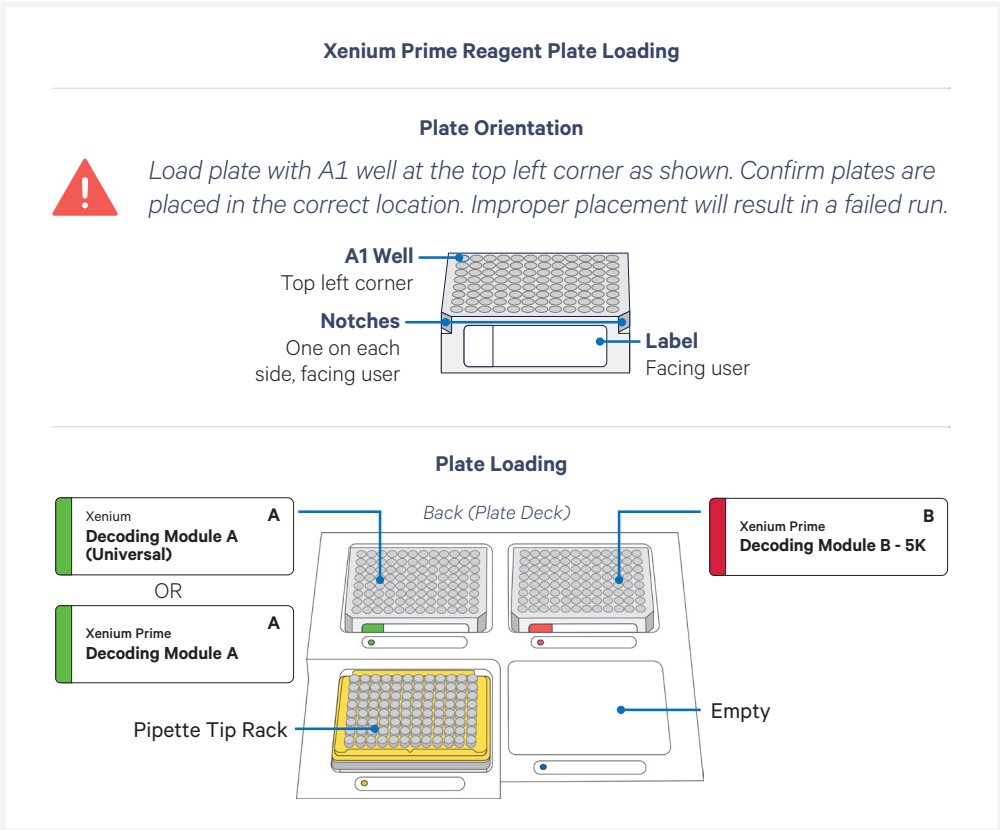 Xenium Prime Reagent Plate Loading
Plate Orientation
!
Load plate with A1 well at the top left corner as shown. Confirm plates are
placed in the correct location. Improper placement will result in a failed run.
A1 Well
Top left corner
Notches
One on each
side, facing user
Label
Facing user
Plate Loading
Xenium
A
Decoding Module A
(Universal)
OR
Xenium Prime
A
Decoding Module A
Back (Plate Deck)
Xenium Prime
B
Decoding Module B - 5K
Pipette Tip Rack
Empty